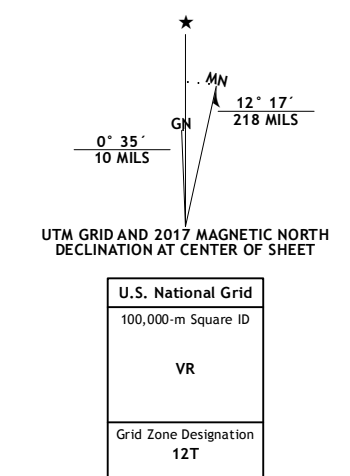 ★
MN
GN
12° 17´
218 MILS
0° 35´
10 MILS
UTM GRID AND 2017 MAGNETIC NORTH
DECLINATION AT CENTER OF SHEET
U.S. National Grid
100,000-m Square ID
VR
Grid Zone Designation
12T